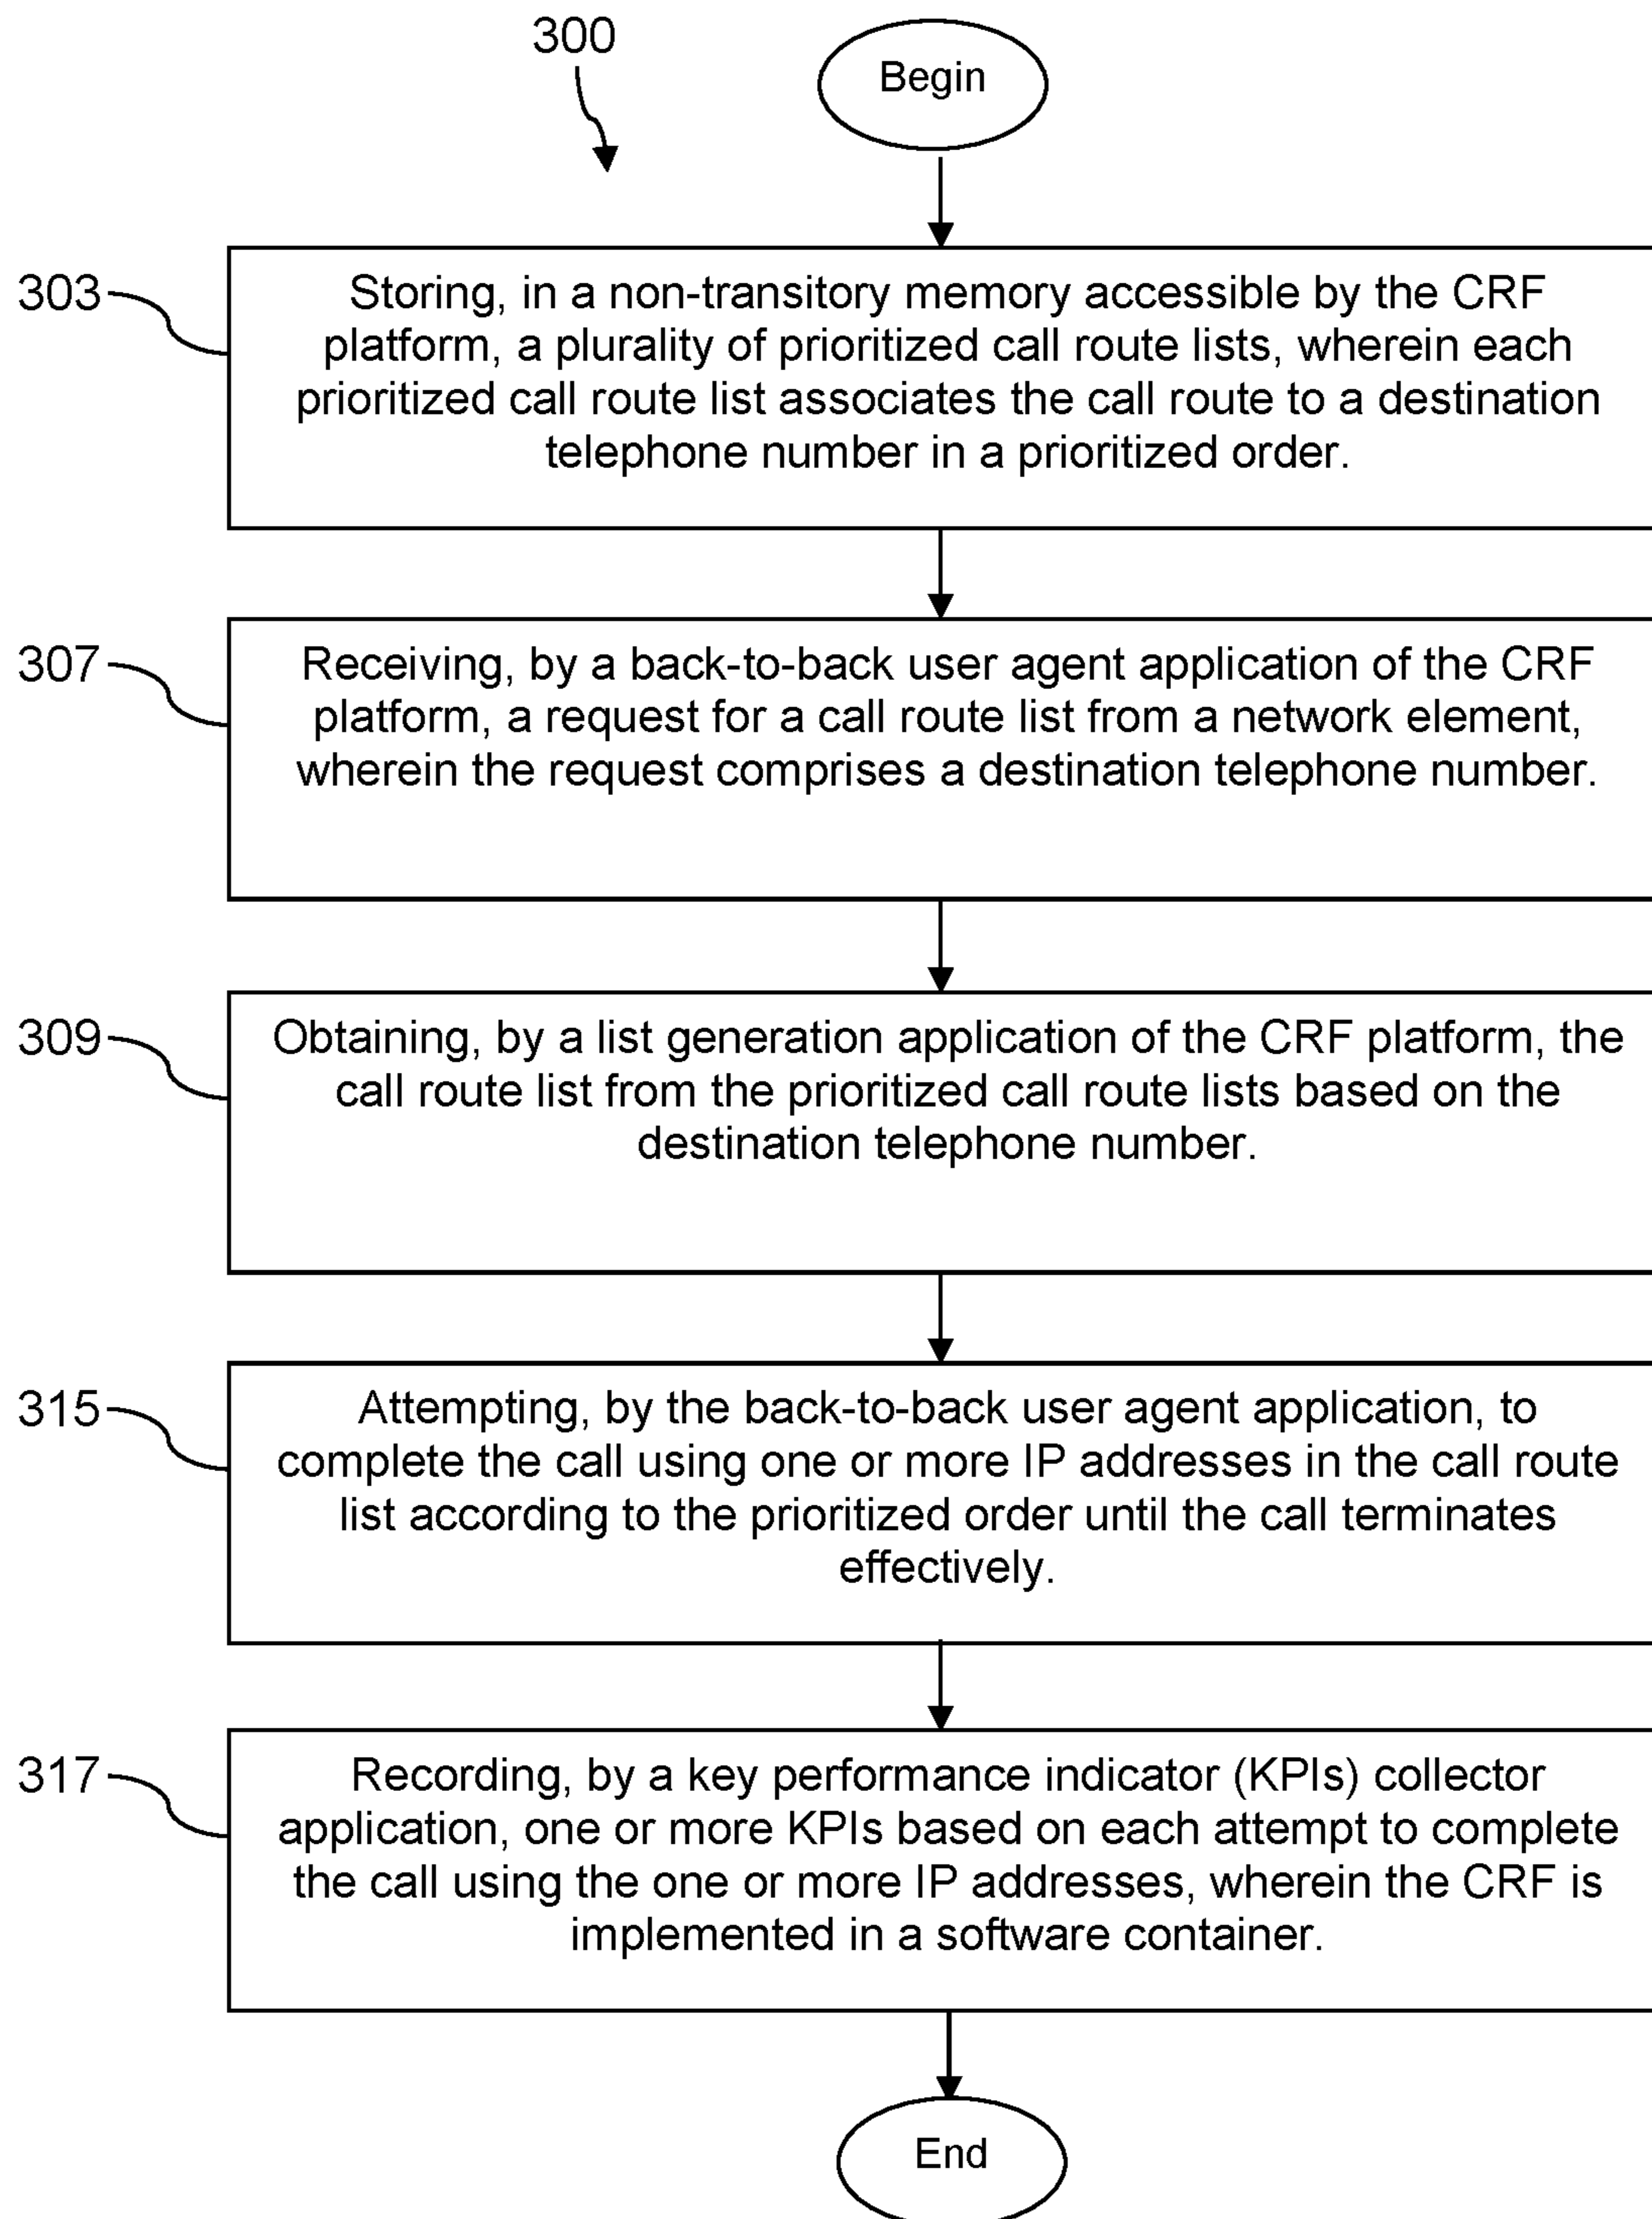 300
Begin
303
Storing, in a non-transitory memory accessible by the CRF
platform, a plurality of prioritized call route lists, wherein each
prioritized call route list associates the call route to a destination
telephone number in a prioritized order.
307
Receiving, by a back-to-back user agent application of the CRF
platform, a request for a call route list from a network element,
wherein the request comprises a destination telephone number.
309
Obtaining, by a list generation application of the CRF platform, the
call route list from the prioritized call route lists based on the
destination telephone number.
315
Attempting, by the back-to-back user agent application, to
complete the call using one or more IP addresses in the call route
list according to the prioritized order until the call terminates
effectively.
317
Recording, by a key performance indicator (KPIs) collector
application, one or more KPIs based on each attempt to complete
the call using the one or more IP addresses, wherein the CRF is
implemented in a software container.
End